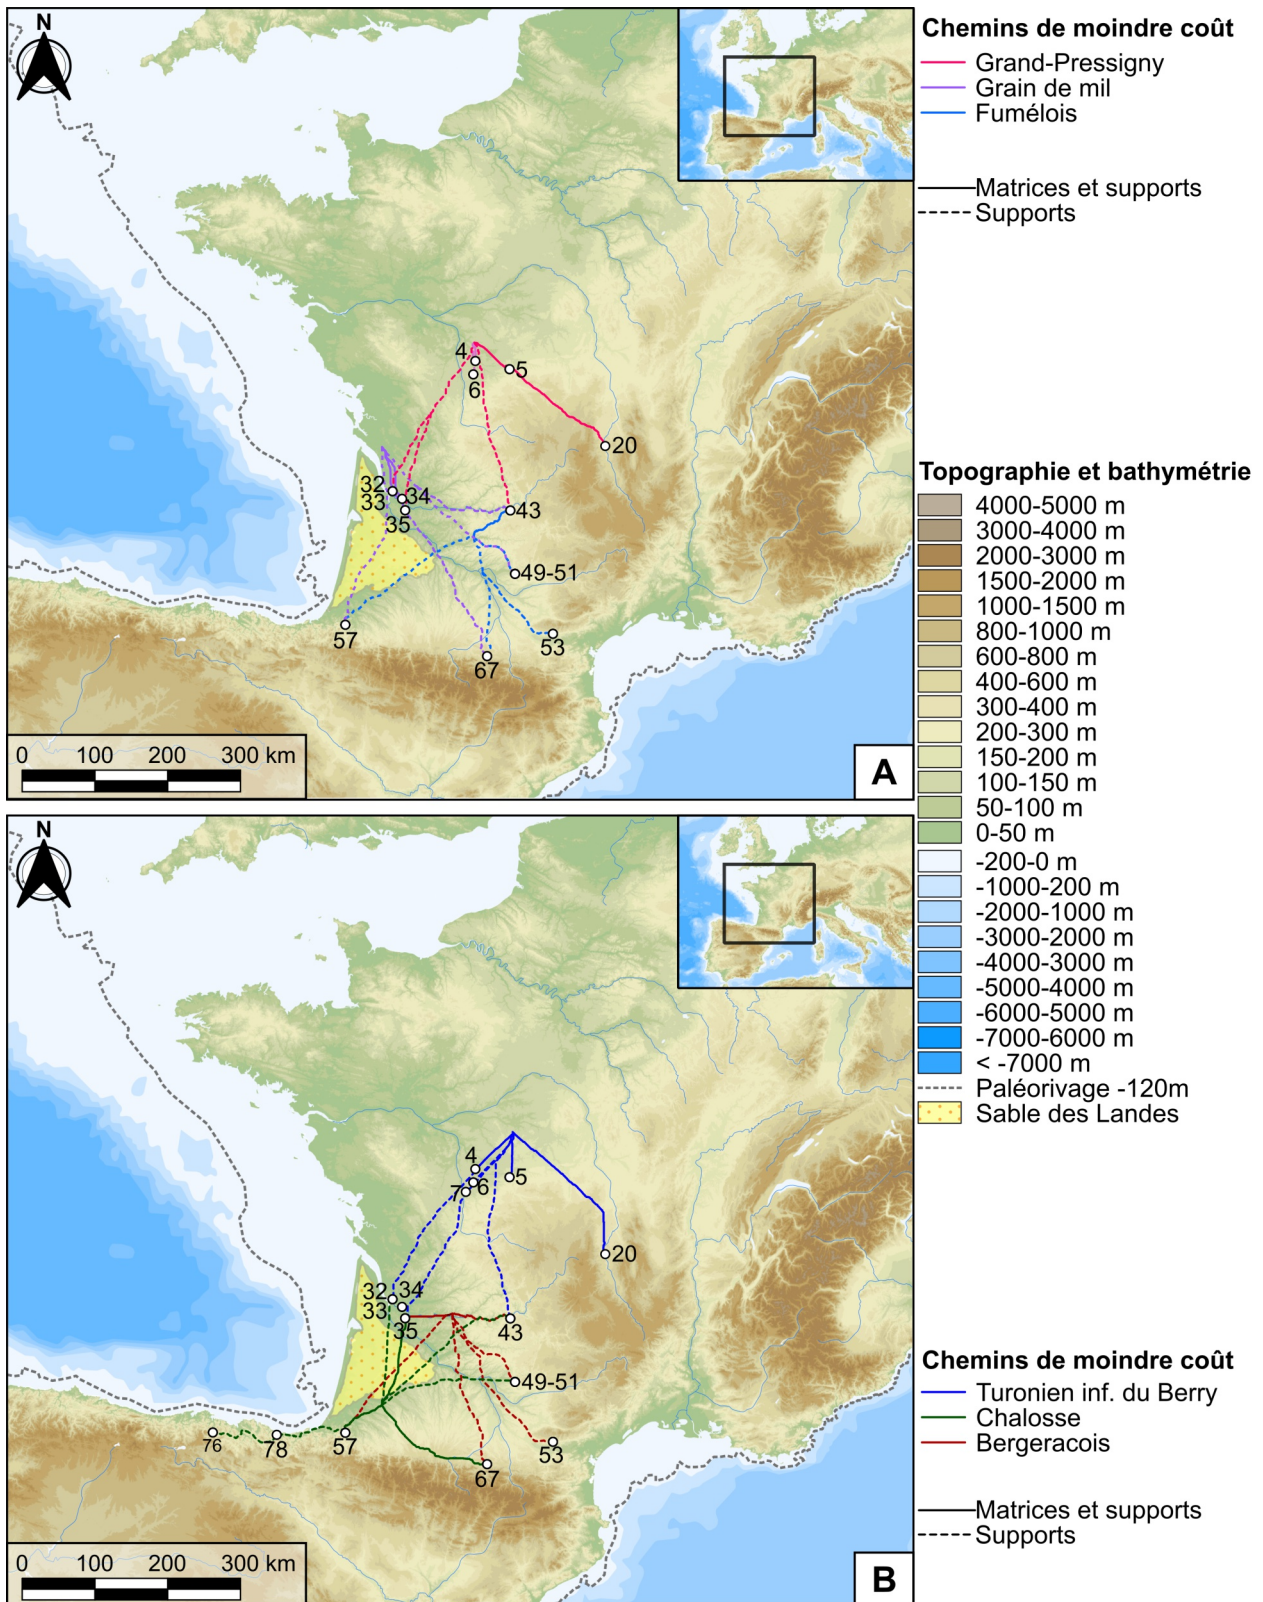 N
Chemins de moindre coût
Grand-Pressigny
Grain de mil
Fumélois
Matrices et supports
Supports
4
5
6
20
32
34
33
35
43
49-51
57
53
67
0 100 200 300 km
A
Topographie et bathymétrie
4000-5000 m
3000-4000 m
2000-3000 m
1500-2000 m
1000-1500 m
800-1000 m
600-800 m
400-600 m
300-400 m
200-300 m
150-200 m
100-150 m
50-100 m
0-50 m
-200-0 m
-1000-200 m
-2000-1000 m
-3000-2000 m
-4000-3000 m
-5000-4000 m
-6000-5000 m
-7000-6000 m
< -7000 m
Paléorivage -120m
Sable des Landes
N
4
5
7
6
20
32
34
33
35
43
49-51
76
78
57
53
67
0 100 200 300 km
B
Chemins de moindre coût
Turonien inf. du Berry
Chalosse
Bergeracois
Matrices et supports
Supports